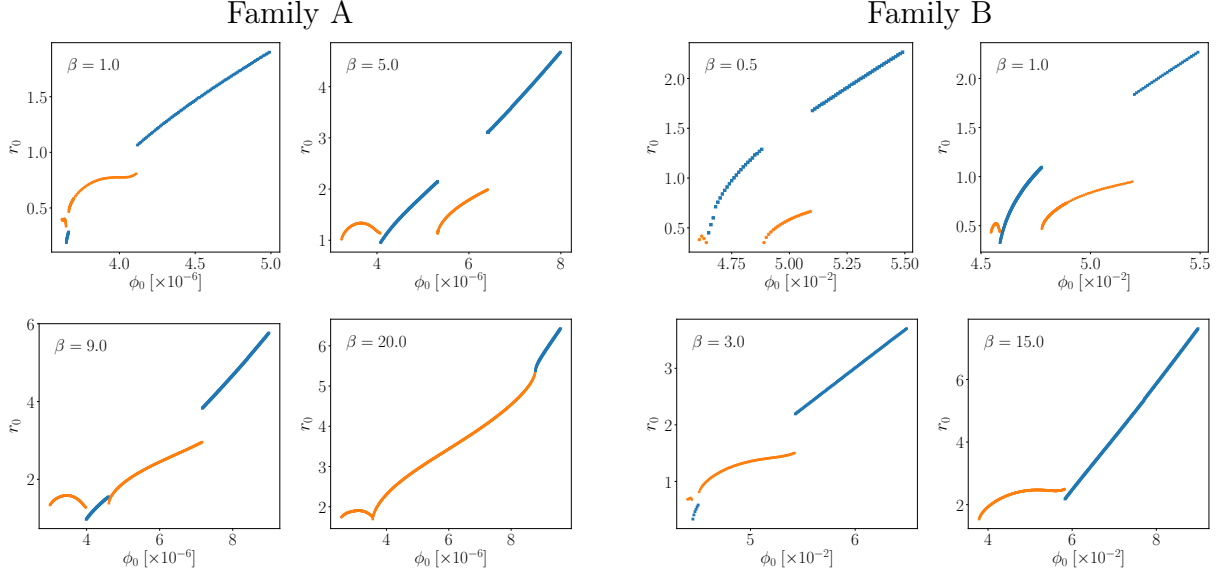 Family A
Family B
β = 1.0
r₀
1.5
1.0
0.5
4.0
4.5
5.0
ϕ₀ [×10⁻⁶]
β = 5.0
r₀
4
3
2
1
4
6
8
ϕ₀ [×10⁻⁶]
β = 0.5
r₀
2.0
1.5
1.0
0.5
4.75
5.00
5.25
5.50
ϕ₀ [×10⁻²]
β = 1.0
r₀
2.0
1.5
1.0
0.5
4.5
5.0
5.5
ϕ₀ [×10⁻²]
β = 9.0
r₀
6
4
2
4
6
8
ϕ₀ [×10⁻⁶]
β = 20.0
r₀
6
5
4
3
2
4
6
8
ϕ₀ [×10⁻⁶]
β = 3.0
r₀
3
2
1
5
6
ϕ₀ [×10⁻²]
β = 15.0
r₀
6
4
2
4
6
8
ϕ₀ [×10⁻²]